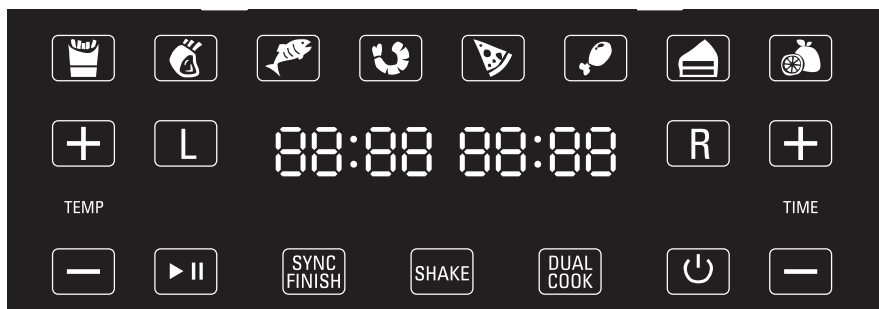 L
88:88 88:88
R
TEMP
TIME
SYNC
FINISH
SHAKE
DUAL
COOK